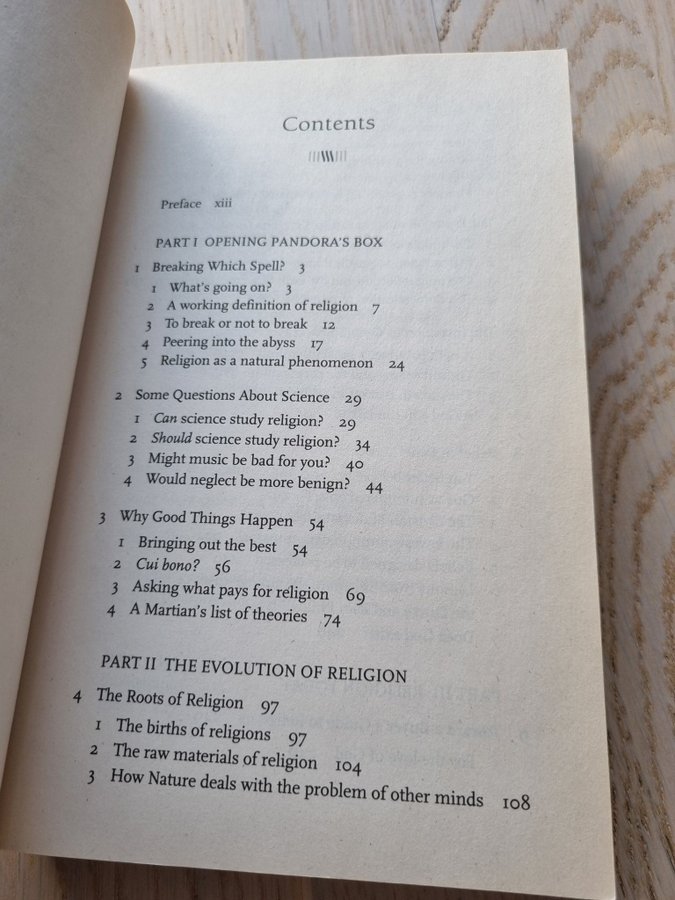 Contents
Preface xiii
PART I OPENING PANDORA'S BOX
1 Breaking Which Spell? 3
1 What's going on? 3
2 A working definition of religion 7
3 To break or not to break 12
4 Peering into the abyss 17
5 Religion as a natural phenomenon 24
2 Some Questions About Science 29
1 Can science study religion? 29
2 Should science study religion? 34
3 Might music be bad for you? 40
4 Would neglect be more benign? 44
3 Why Good Things Happen 54
1 Bringing out the best 54
2 Cui bono? 56
3 Asking what pays for religion 69
4 A Martian's list of theories 74
PART II THE EVOLUTION OF RELIGION
4 The Roots of Religion 97
1 The births of religions 97
2 The raw materials of religion 104
3 How Nature deals with the problem of other minds 108